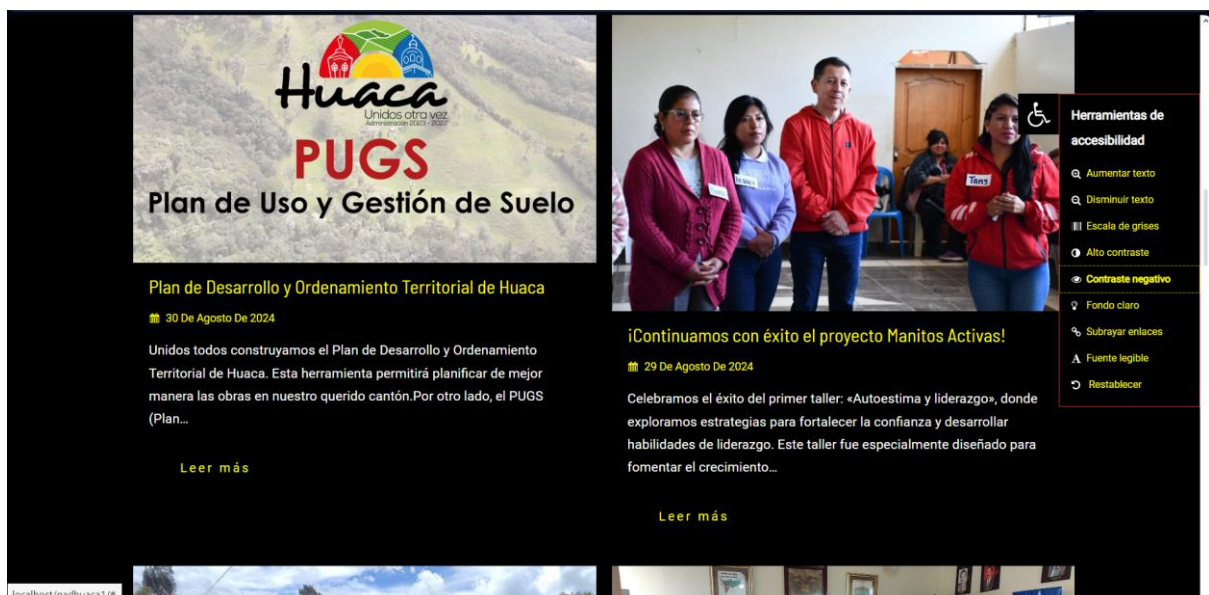 Huaca
Unidos otra vez
Administración 2023 - 2027
PUGS
Plan de Uso y Gestión de Suelo
Plan de Desarrollo y Ordenamiento Territorial de Huaca
30 De Agosto De 2024
Unidos todos construyamos el Plan de Desarrollo y Ordenamiento
Territorial de Huaca. Esta herramienta permitirá planificar de mejor
manera las obras en nuestro querido cantón.Por otro lado, el PUGS
(Plan…
Leer más
TAMY
¡Continuamos con éxito el proyecto Manitos Activas!
29 De Agosto De 2024
Celebramos el éxito del primer taller: «Autoestima y liderazgo», donde
exploramos estrategias para fortalecer la confianza y desarrollar
habilidades de liderazgo. Este taller fue especialmente diseñado para
fomentar el crecimiento…
Leer más
Herramientas de
accesibilidad
Aumentar texto
Disminuir texto
Escala de grises
Alto contraste
Contraste negativo
Fondo claro
Subrayar enlaces
Fuente legible
Restablecer
localhost/gadhuaca1/#